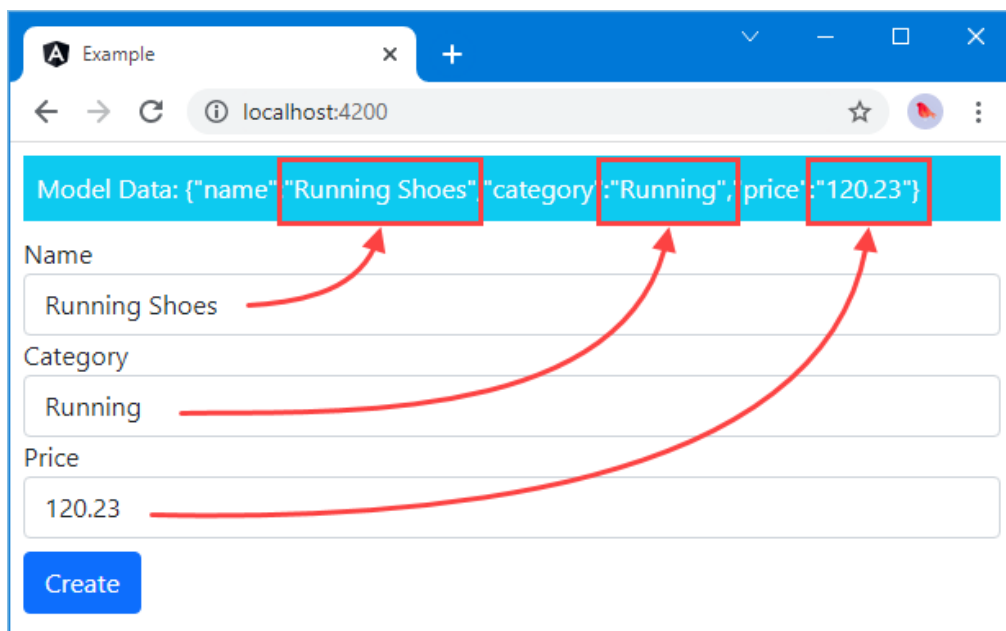 Example
localhost:4200
Model Data: {"name":"Running Shoes","category":"Running","price":"120.23"}
Name
Running Shoes
Category
Running
Price
120.23
Create